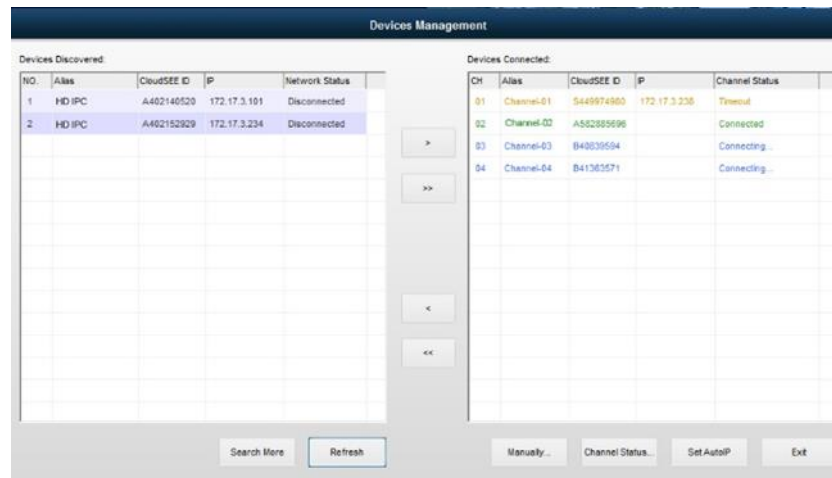 Devices Management
Devices Discovered:
Devices Connected:
NO. Alias CloudSEE ID IP Network Status
1 HD IPC A402140520 172.17.3.101 Disconnected
2 HD IPC A402152929 172.17.3.234 Disconnected
CH Alias CloudSEE ID IP Channel Status
01 Channel-01 S449974980 172.17.3.238 Timeout
02 Channel-02 A582885696 Connected
03 Channel-03 B40839594 Connecting...
04 Channel-04 B41363571 Connecting...
>
>>
<
<<
Search More Refresh Manually... Channel Status... Set AutoIP Exit